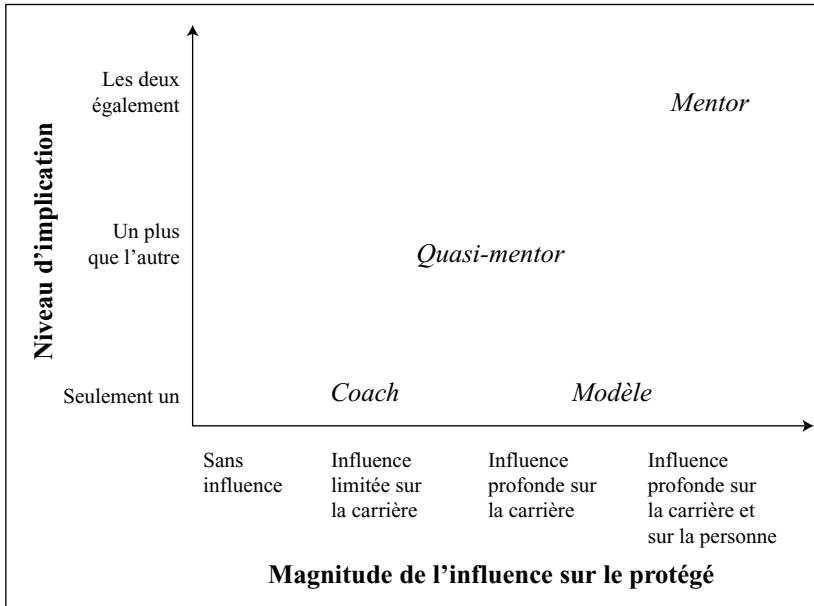 Niveau d'implication
Les deux
également
Mentor
Un plus
que l'autre
Quasi-mentor
Seulement un
Coach
Modèle
Sans
influence
Influence
limitée sur
la carrière
Influence
profonde sur
la carrière
Influence
profonde sur
la carrière et
sur la personne
Magnitude de l'influence sur le protégé